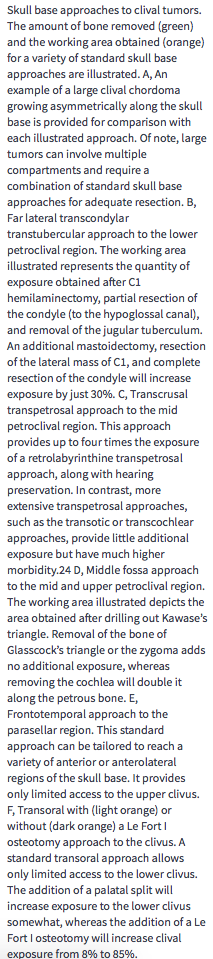 Skull base approaches to clival tumors.
The amount of bone removed (green)
and the working area obtained (orange)
for a variety of standard skull base
approaches are illustrated. A, An
example of a large clival chordoma
growing asymmetrically along the skull
base is provided for comparison with
each illustrated approach. Of note, large
tumors can involve multiple
compartments and require a
combination of standard skull base
approaches for adequate resection. B,
Far lateral transcondylar
transtubercular approach to the lower
petroclival region. The working area
illustrated represents the quantity of
exposure obtained after C1
hemilaminectomy, partial resection of
the condyle (to the hypoglossal canal),
and removal of the jugular tuberculum.
An additional mastoidectomy, resection
of the lateral mass of C1, and complete
resection of the condyle will increase
exposure by just 30%. C, Transcrusal
transpetrosal approach to the mid
petroclival region. This approach
provides up to four times the exposure
of a retrolabyrinthine transpetrosal
approach, along with hearing
preservation. In contrast, more
extensive transpetrosal approaches,
such as the transotic or transcochlear
approaches, provide little additional
exposure but have much higher
morbidity.24 D, Middle fossa approach
to the mid and upper petroclival region.
The working area illustrated depicts the
area obtained after drilling out Kawase's
triangle. Removal of the bone of
Glasscock's triangle or the zygoma adds
no additional exposure, whereas
removing the cochlea will double it
along the petrous bone. E,
Frontotemporal approach to the
parasellar region. This standard
approach can be tailored to reach a
variety of anterior or anterolateral
regions of the skull base. It provides
only limited access to the upper clivus.
F, Transoral with (light orange) or
without (dark orange) a Le Fort I
osteotomy approach to the clivus. A
standard transoral approach allows
only limited access to the lower clivus.
The addition of a palatal split will
increase exposure to the lower clivus
somewhat, whereas the addition of a Le
Fort I osteotomy will increase clival
exposure from 8% to 85%.